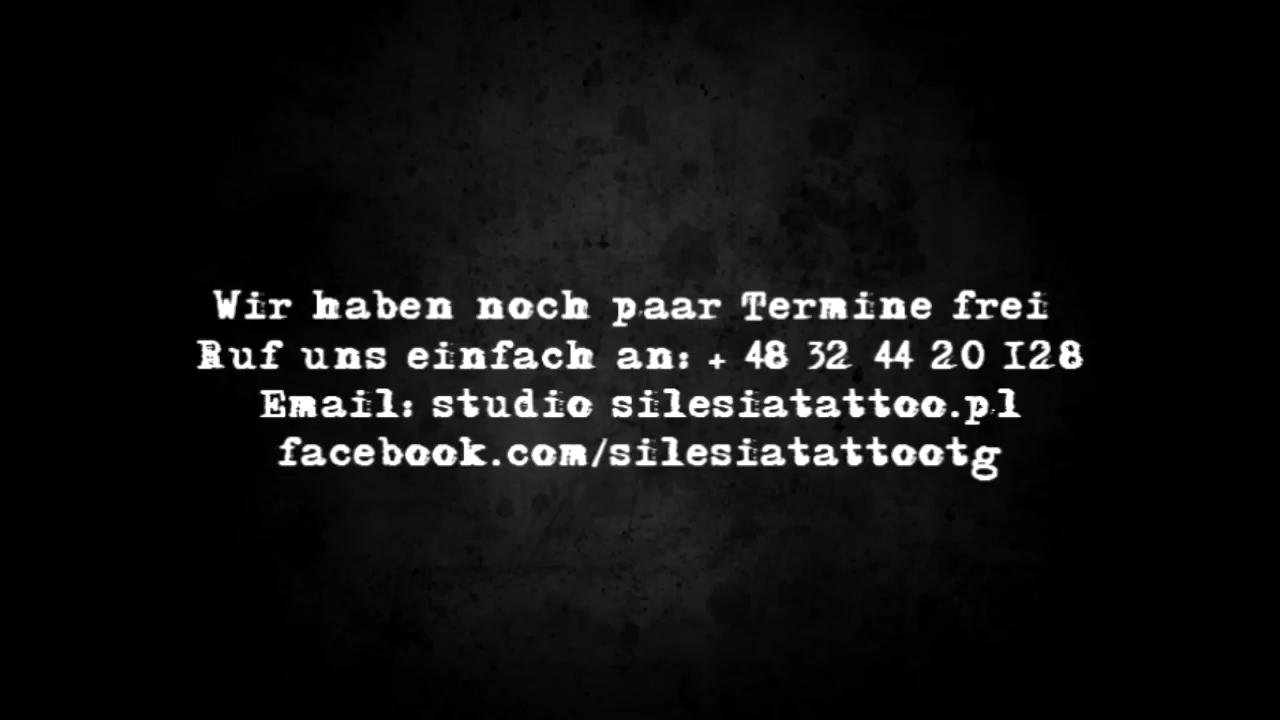 Wir haben noch paar Termine frei
Ruf uns einfach an: + 48 32 44 20 128
Email: studio silesiatattoo.pl
facebook.com/silesiatattootg